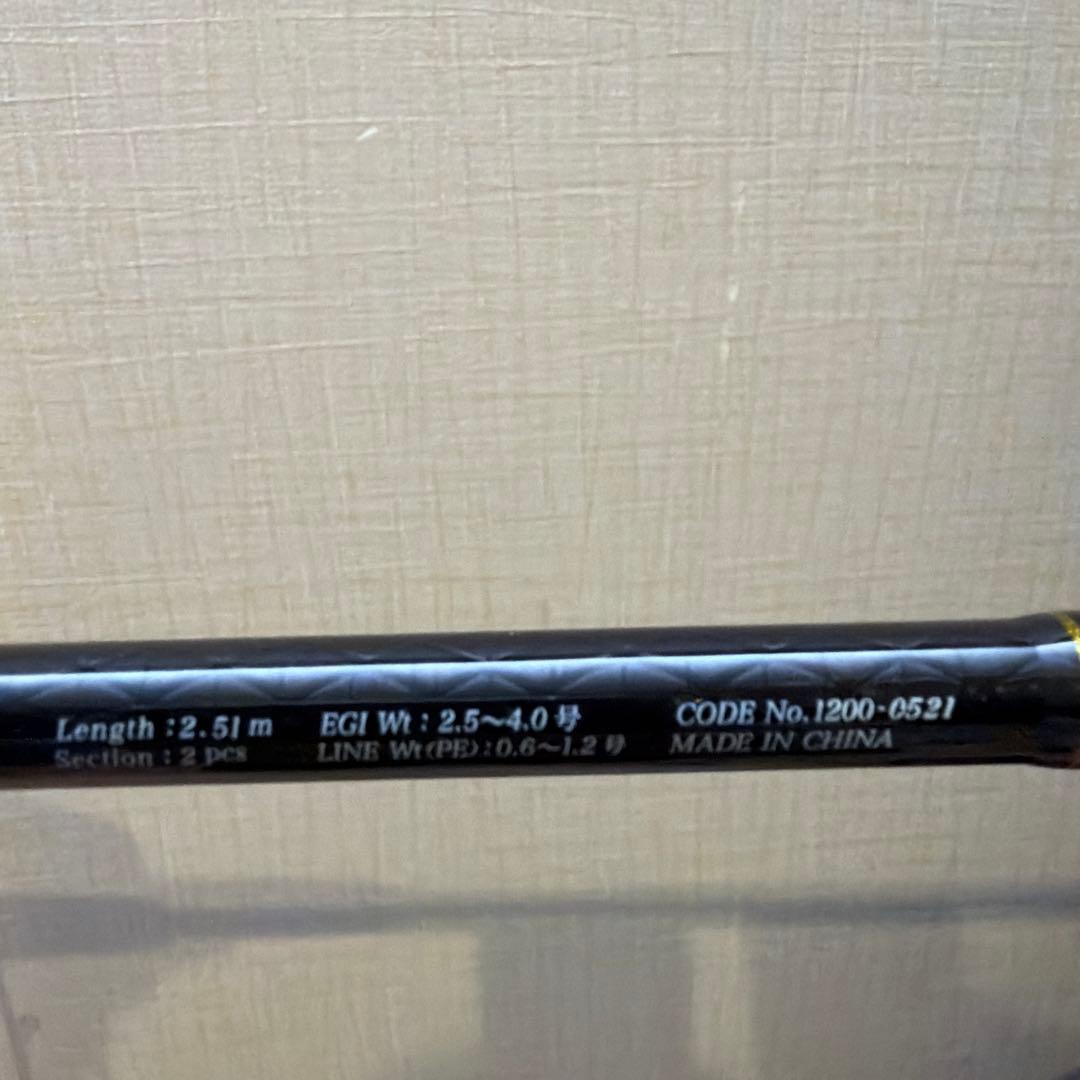 Length : 2.51 m EGI Wt : 2.5～4.0 号 CODE No. 1200-0521
Section : 2 pcs LINE Wt(PE) : 0.6～1.2 号 MADE IN CHINA